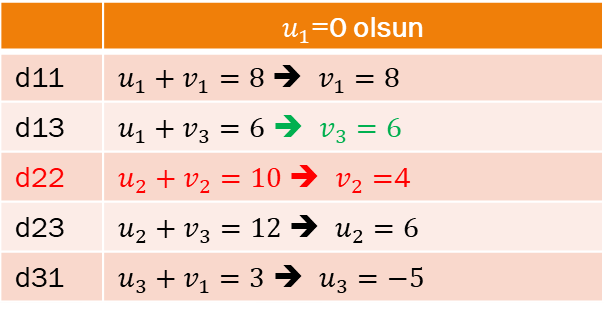 u₁=0 olsun
d11 u₁ + v₁ = 8 ➔ v₁ = 8
d13 u₁ + v₃ = 6 ➔ v₃ = 6
d22 u₂ + v₂ = 10 ➔ v₂ =4
d23 u₂ + v₃ = 12 ➔ u₂ = 6
d31 u₃ + v₁ = 3 ➔ u₃ = −5